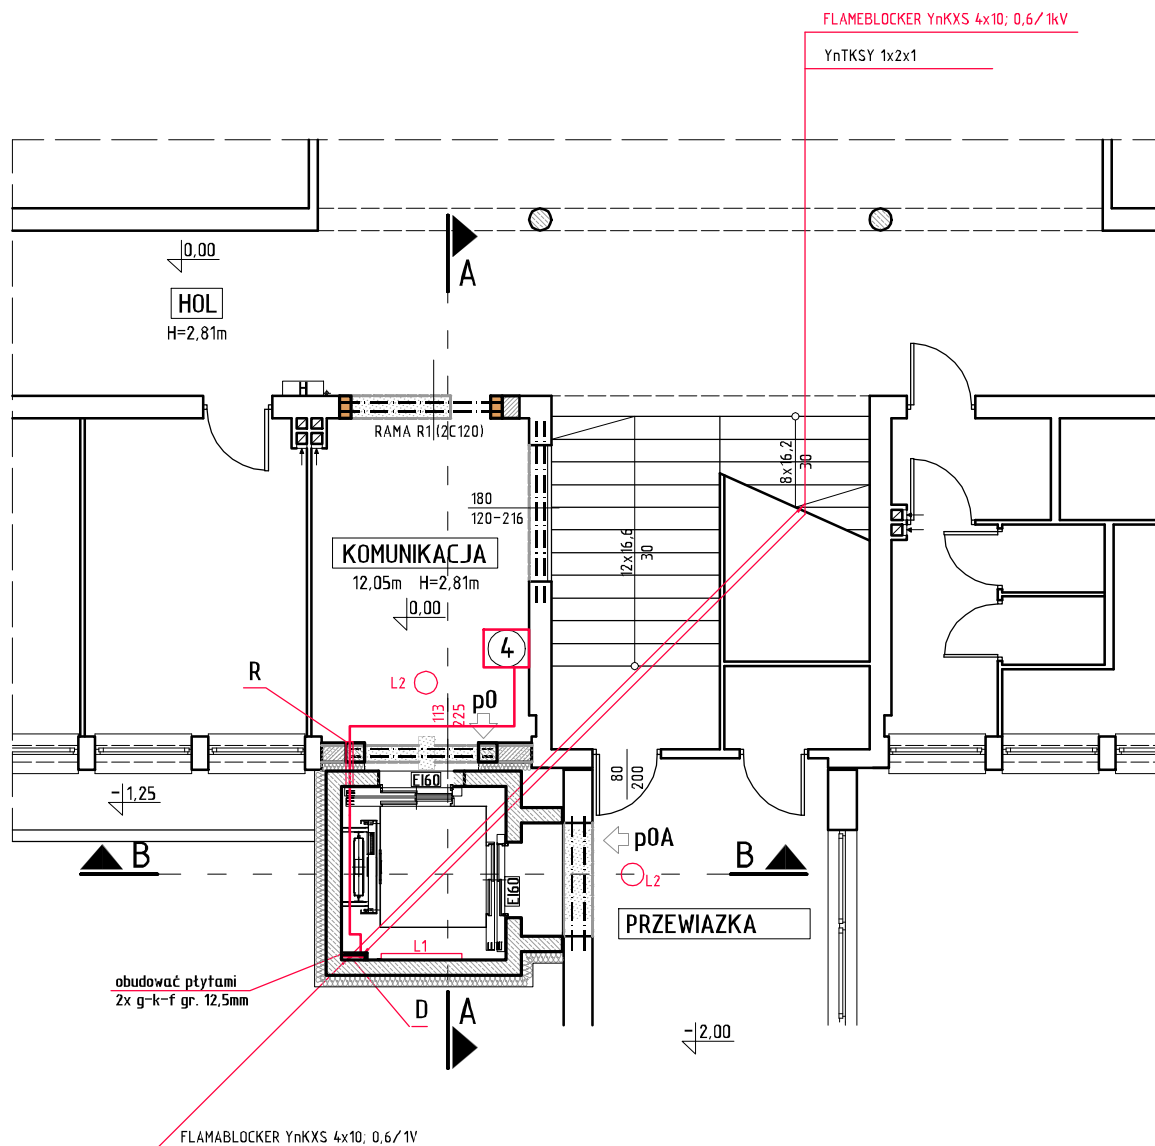 FLAMEBLOCKER YnKXS 4x10; 0,6/1kV
YnTKSY 1x2x1
0,00
A
HOL
H=2,81m
H
RAMA R1 (2C120)
8x16,2
30
180
120-216
12x16,6
30
KOMUNIKACJA
12,05m H=2,81m
0,00
4
R
L2
p0
113
225
EI60
80
200
-1,25
B
p0A
B
L2
EI60
PRZEWIAZKA
L1
obudować płytami
2x g-k-f gr. 12,5mm
D
A
-2,00
FLAMABLOCKER YnKXS 4x10; 0,6/1V